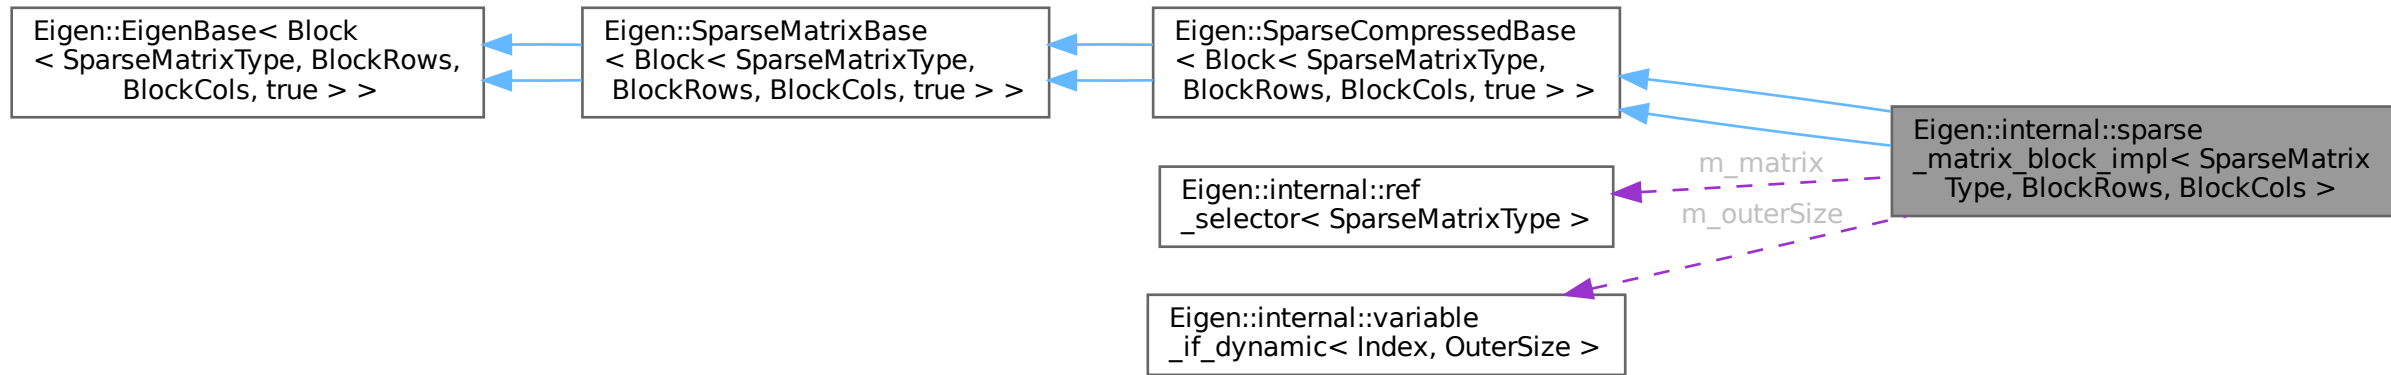 Eigen::EigenBase< Block
< SparseMatrixType, BlockRows,
BlockCols, true > >
Eigen::SparseMatrixBase
< Block< SparseMatrixType,
BlockRows, BlockCols, true > >
Eigen::SparseCompressedBase
< Block< SparseMatrixType,
BlockRows, BlockCols, true > >
Eigen::internal::sparse
_matrix_block_impl< SparseMatrix
Type, BlockRows, BlockCols >
m_matrix
Eigen::internal::ref
_selector< SparseMatrixType >
m_outerSize
Eigen::internal::variable
_if_dynamic< Index, OuterSize >